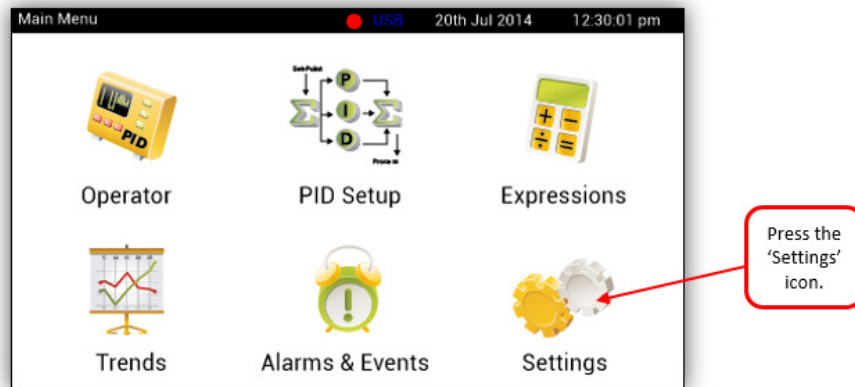 Main Menu USB 20th Jul 2014 12:30:01 pm
Set-Point
P
I
D
Process
PID
Operator PID Setup Expressions
Press the
‘Settings’
icon.
Trends Alarms & Events Settings